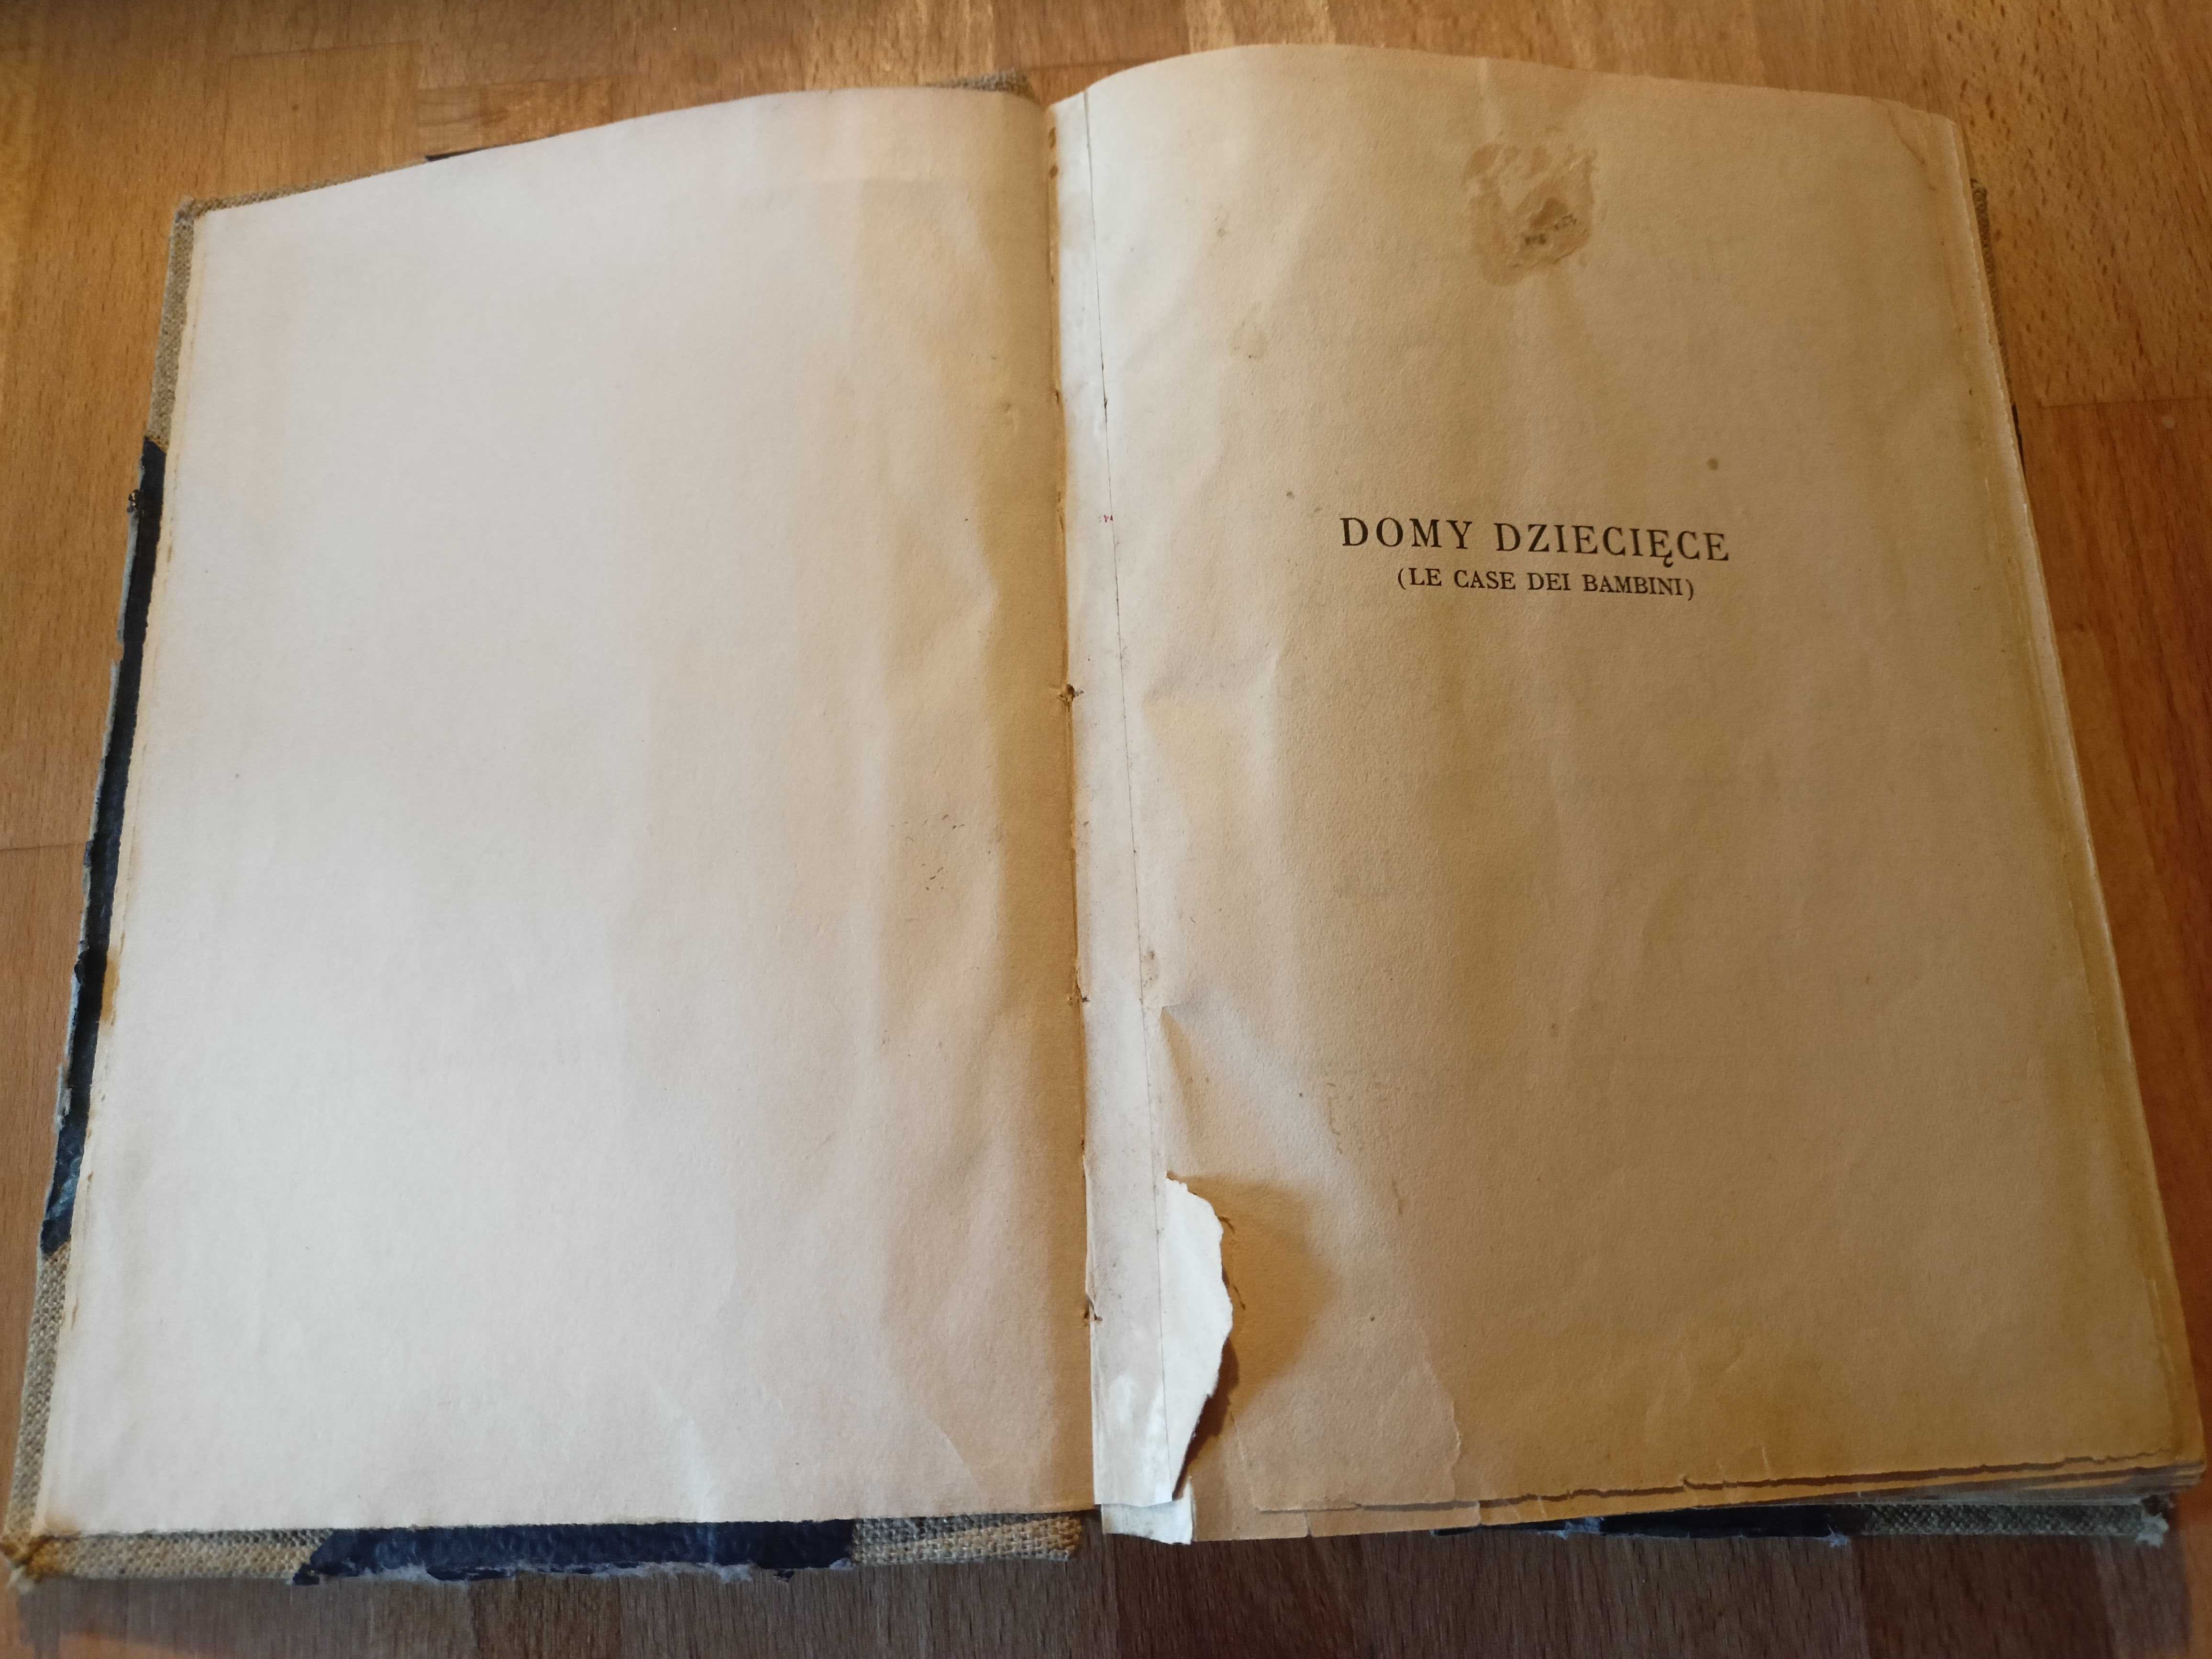 DOMY DZIECIĘCE
(LE CASE DEI BAMBINI)